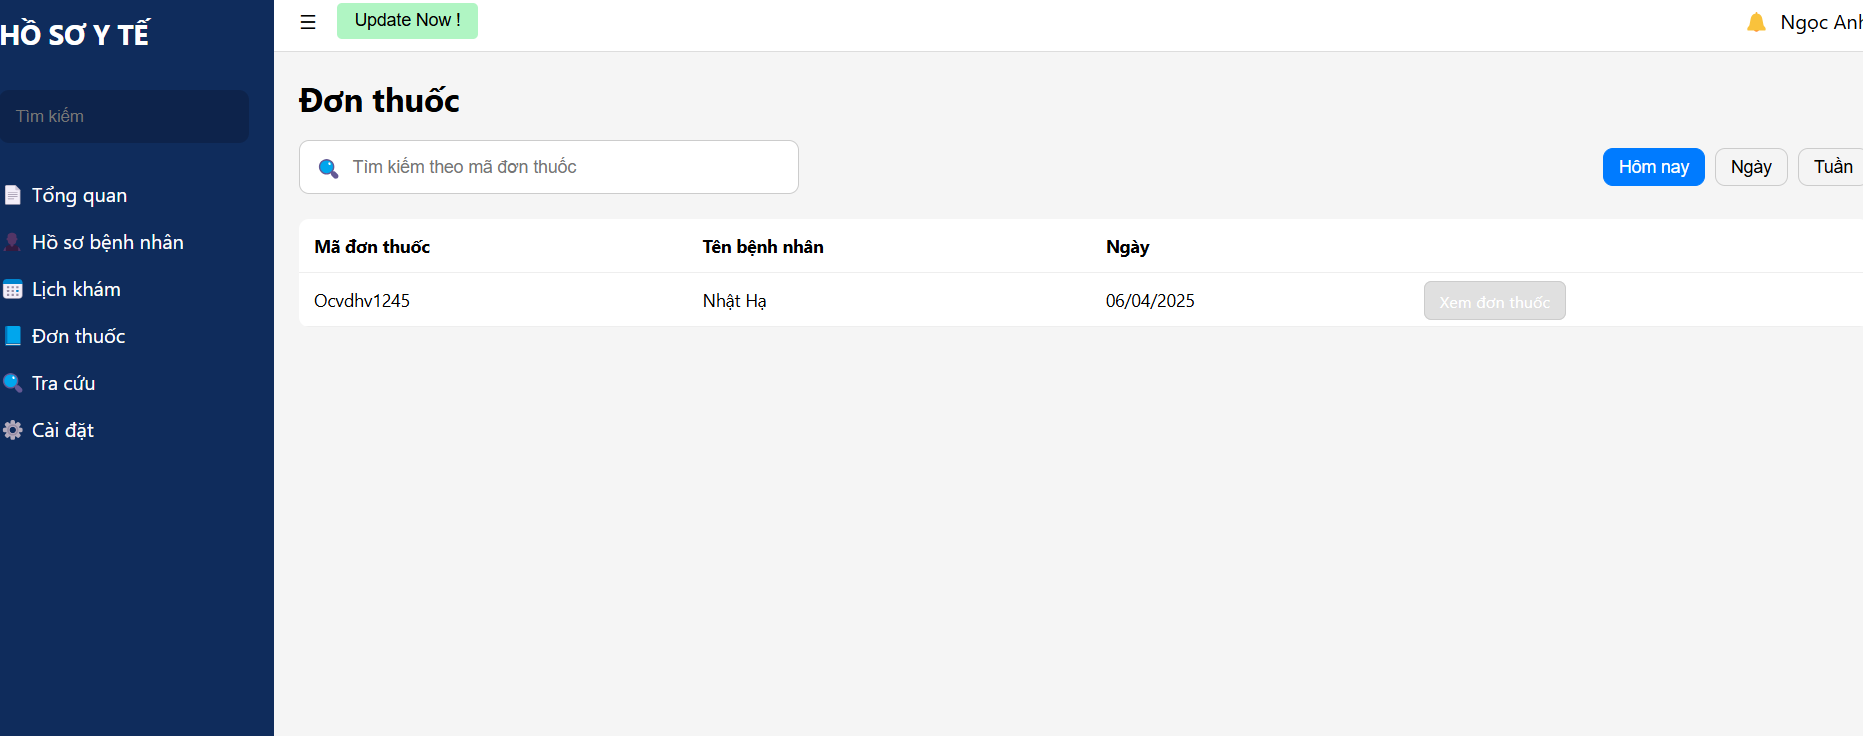 HỒ SƠ Y TẾ
Tìm kiếm
Tổng quan
Hồ sơ bệnh nhân
Lịch khám
Đơn thuốc
Tra cứu
Cài đặt
☰ Update Now ! Ngọc Anh
Đơn thuốc
Tìm kiếm theo mã đơn thuốc
Hôm nay Ngày Tuần
Mã đơn thuốc Tên bệnh nhân Ngày
Ocvdhv1245 Nhật Hạ 06/04/2025 Xem đơn thuốc